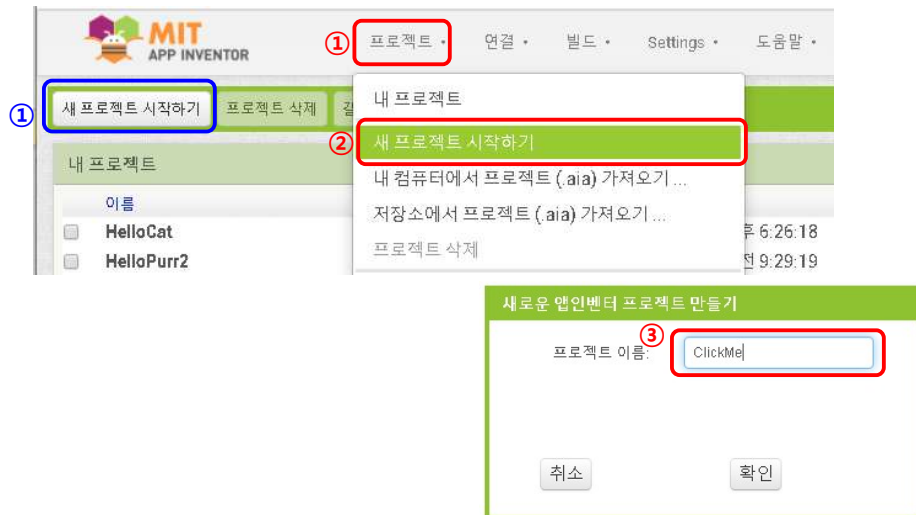 MIT
APP INVENTOR
① 프로젝트 • 연결 • 빌드 • Settings • 도움말 •
① 새 프로젝트 시작하기 프로젝트 삭제
내 프로젝트
② 새 프로젝트 시작하기
내 컴퓨터에서 프로젝트 (.aia) 가져오기 ...
저장소에서 프로젝트 (.aia) 가져오기 ...
프로젝트 삭제
내 프로젝트
이름
HelloCat 후 6:26:18
HelloPurr2 전 9:29:19
새로운 앱인벤터 프로젝트 만들기
③
프로젝트 이름: ClickMe
취소 확인